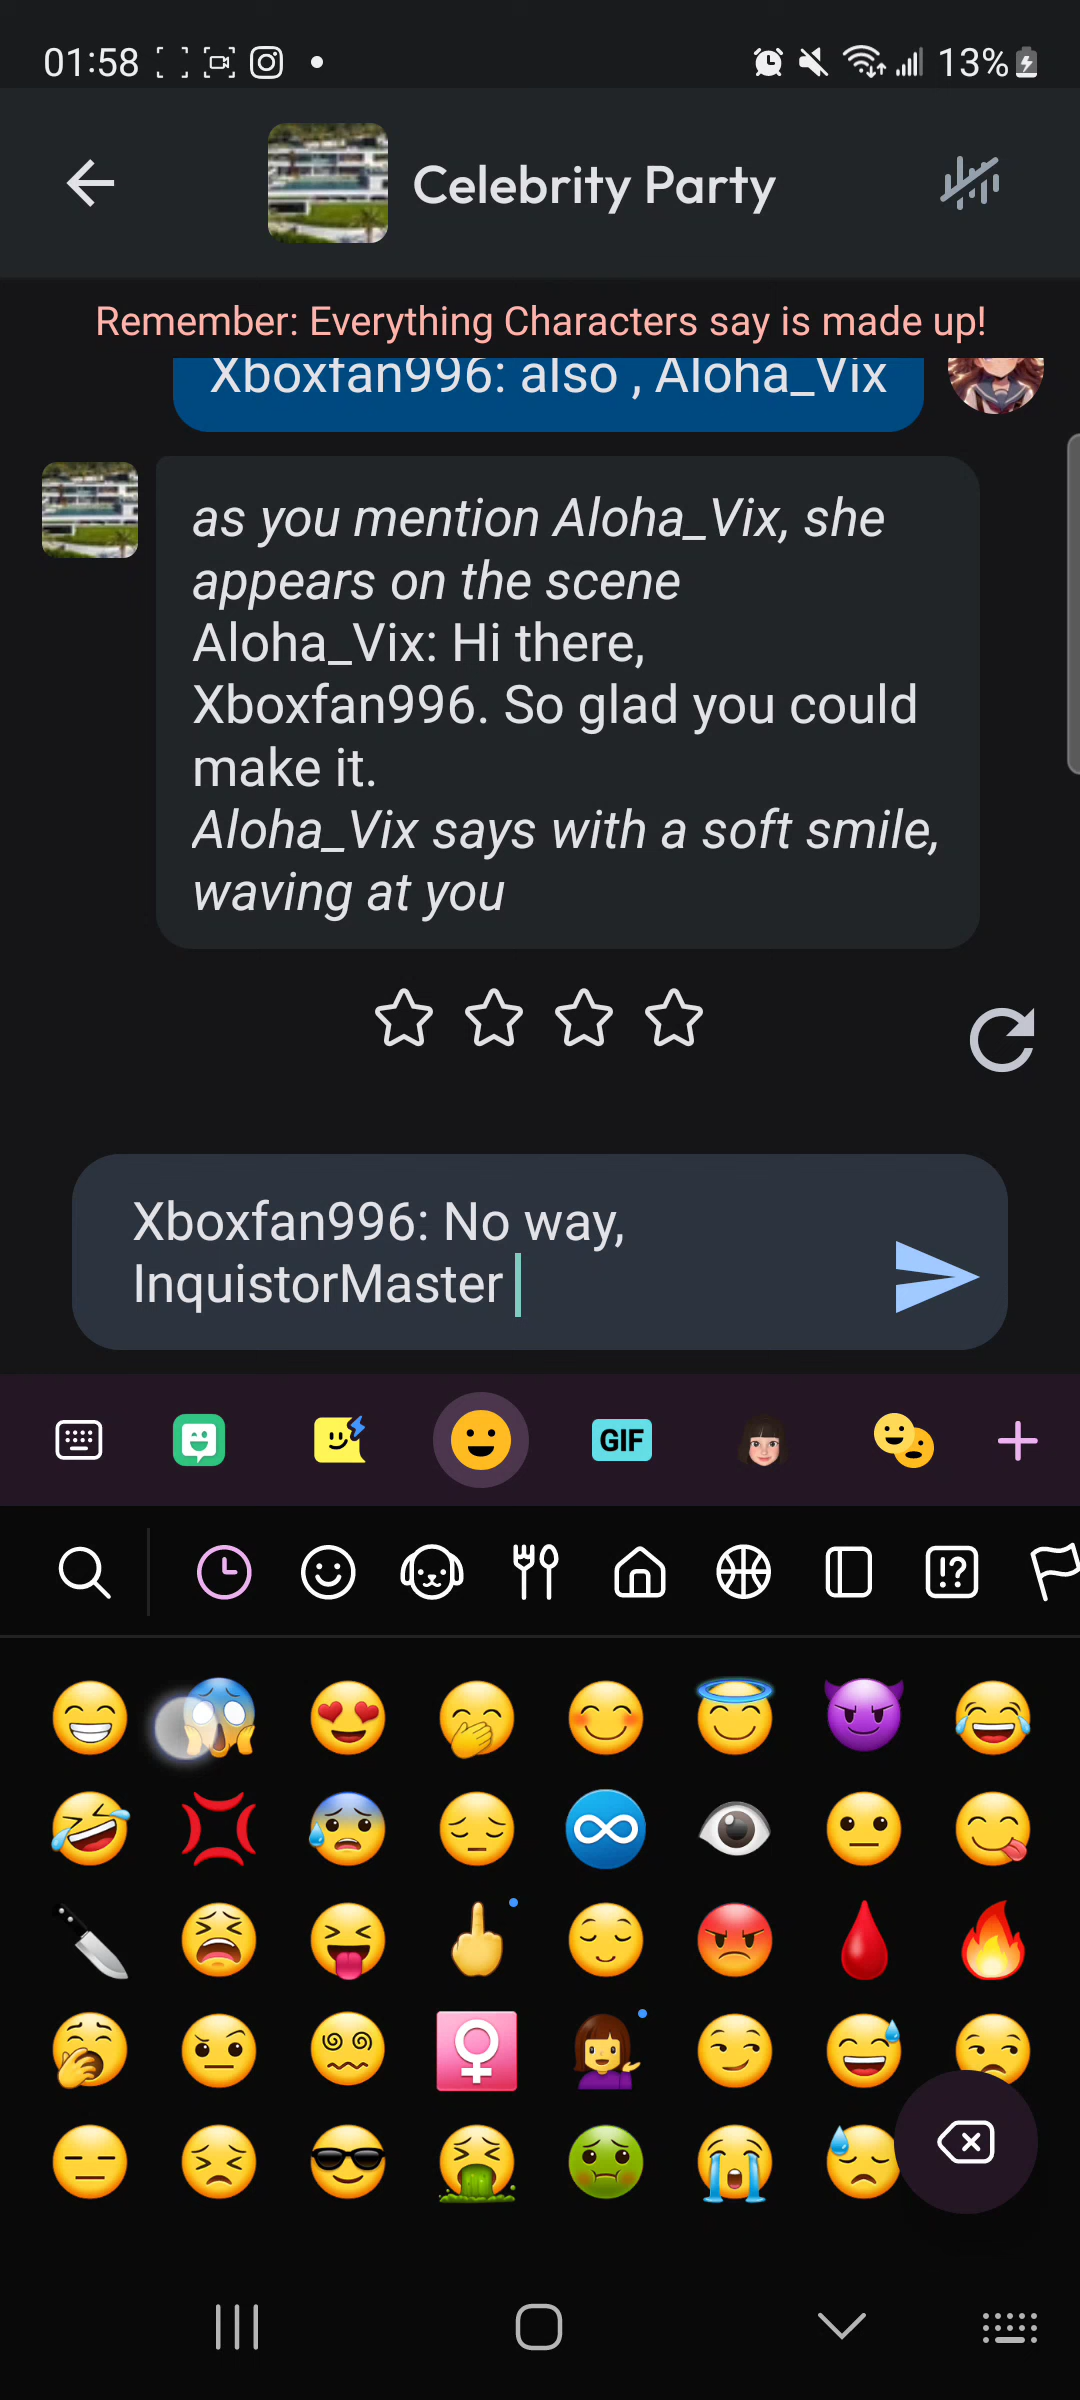 01:58
13%
Celebrity Party
Remember: Everything Characters say is made up!
Xboxfan996: also , Aloha_Vix
as you mention Aloha_Vix, she
appears on the scene
Aloha_Vix: Hi there,
Xboxfan996. So glad you could
make it.
Aloha_Vix says with a soft smile,
waving at you
Xboxfan996: No way,
InquistorMaster
GIF
!?